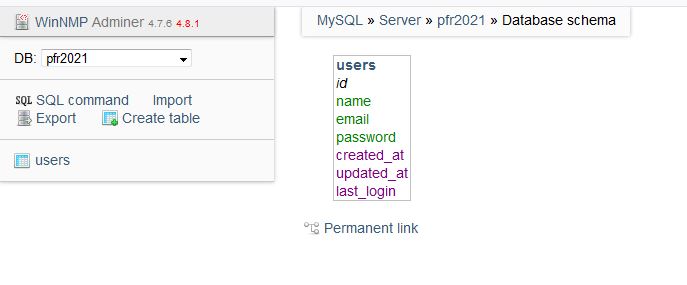 WinNMP Adminer 4.7.6 4.8.1
MySQL » Server » pfr2021 » Database schema
DB: pfr2021
SQL SQL command Import
Export Create table
users
users
id
name
email
password
created_at
updated_at
last_login
Permanent link